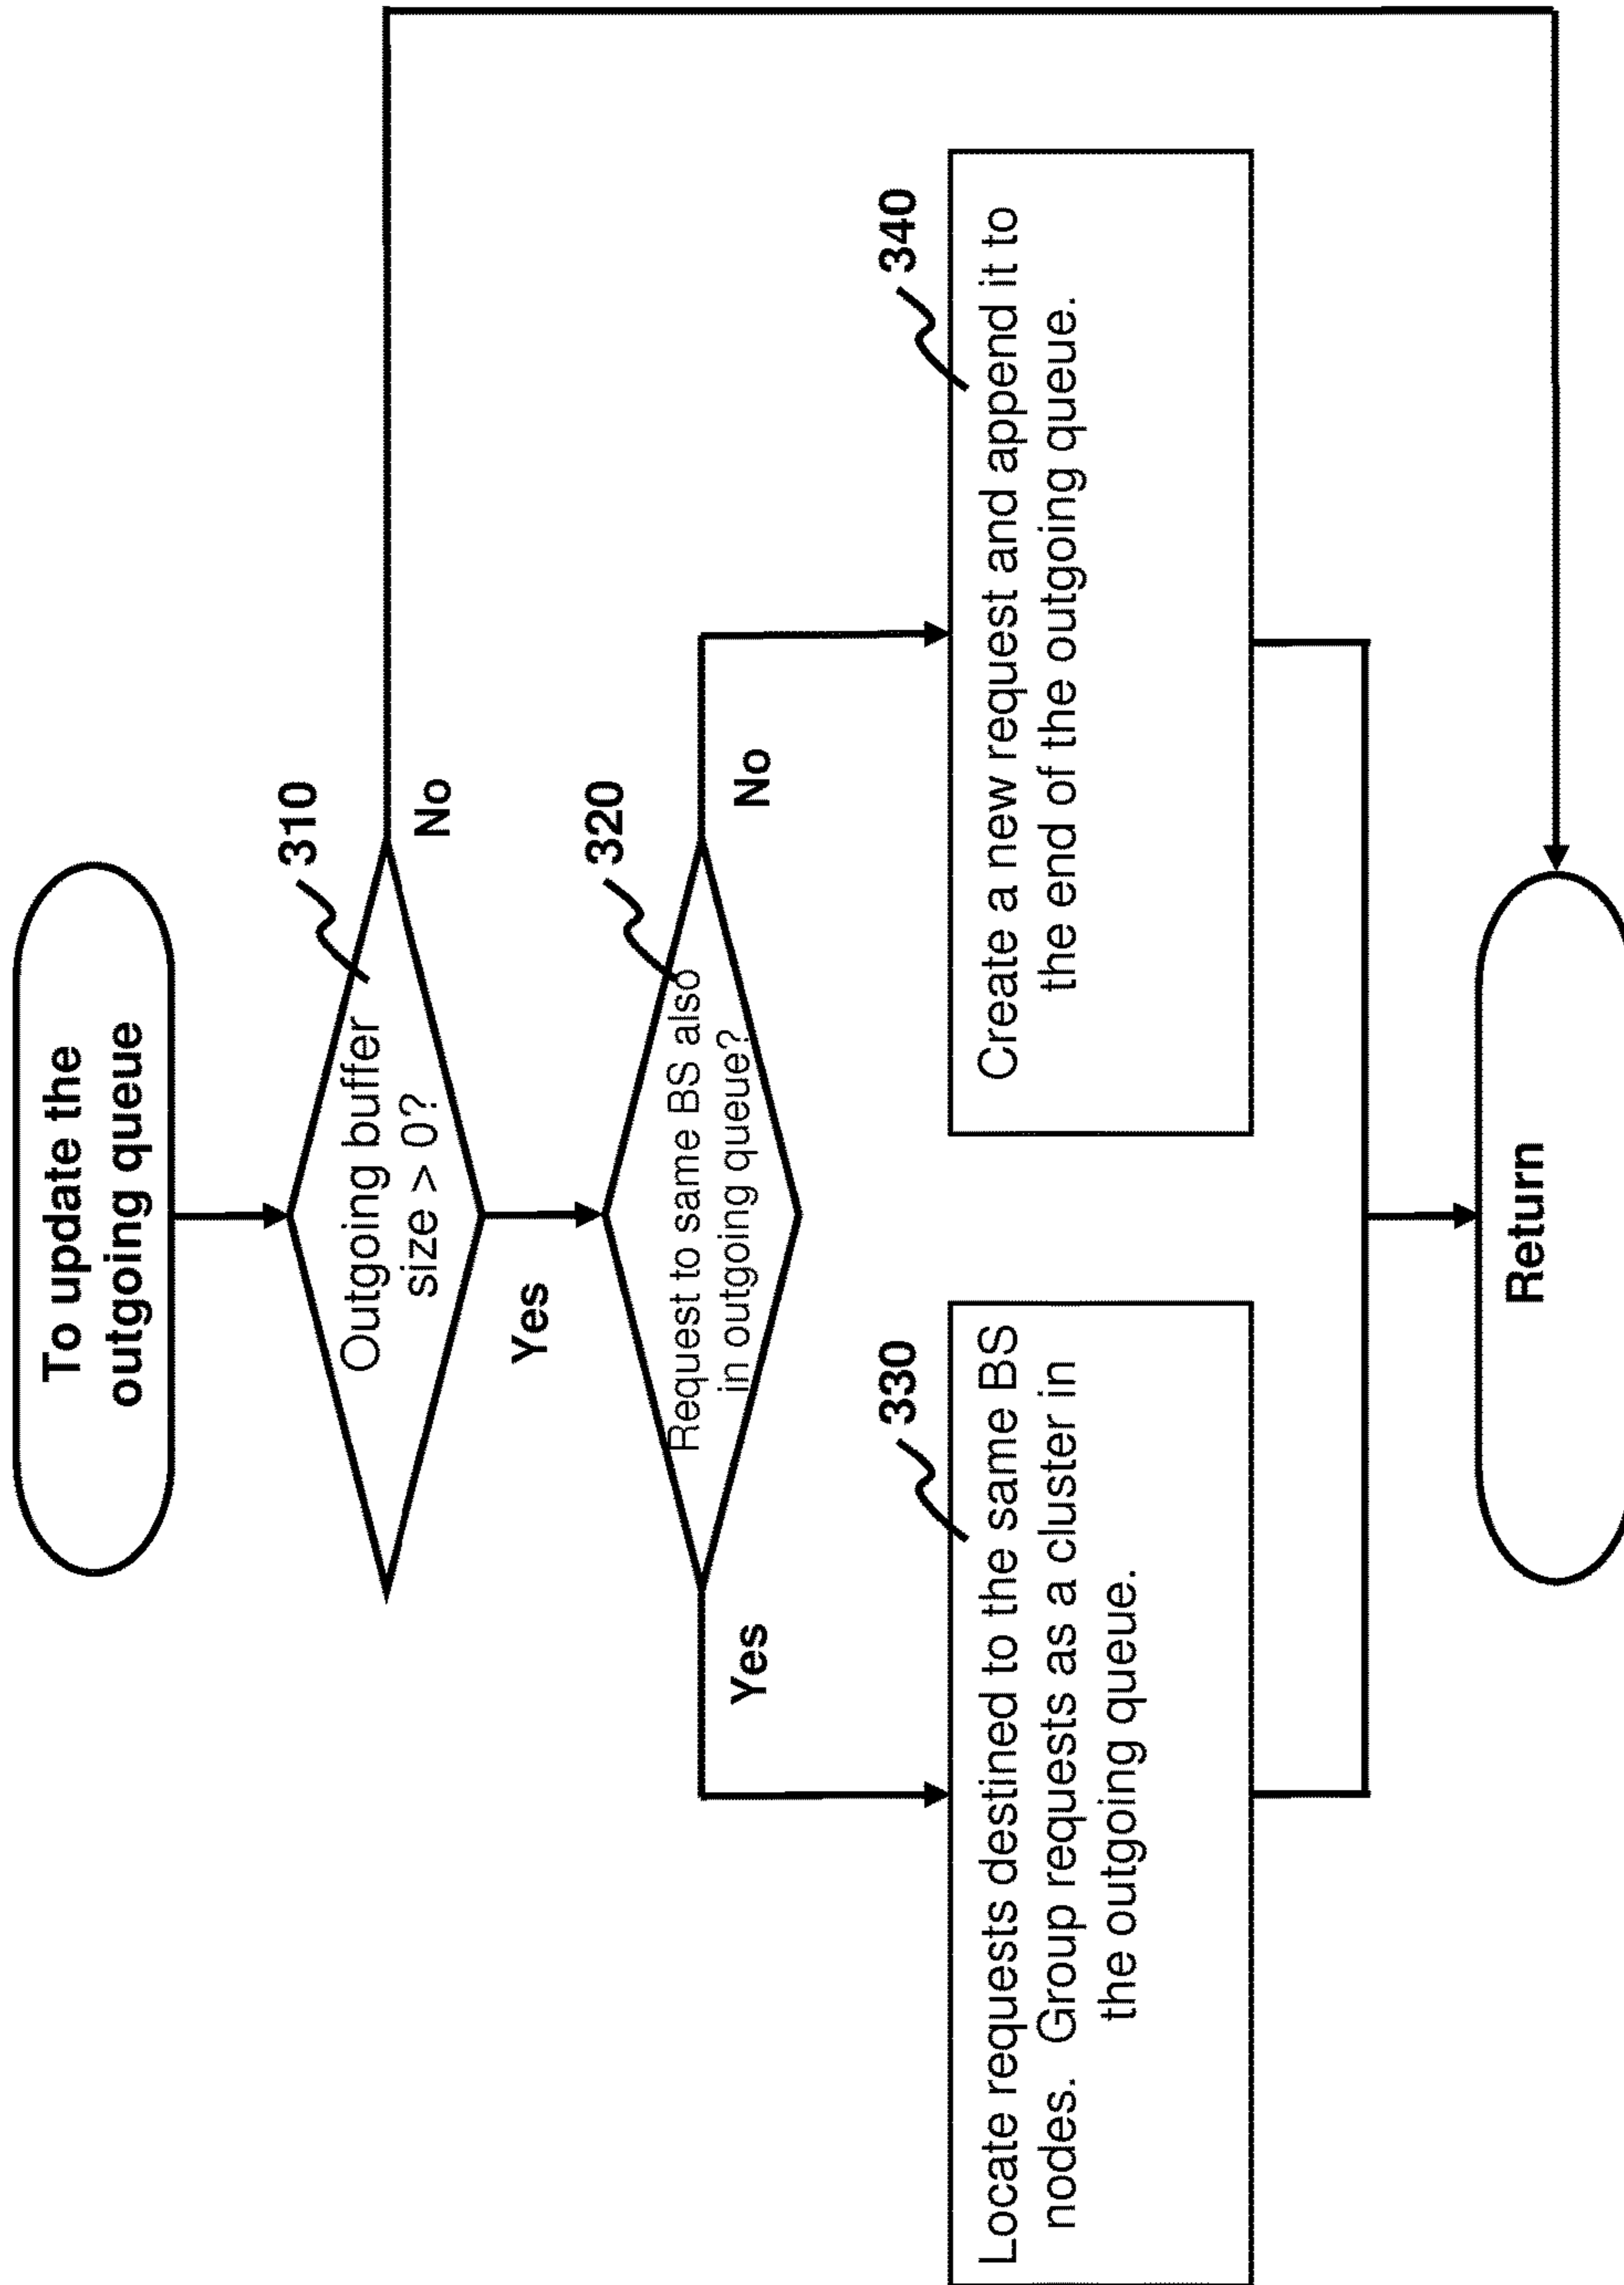 To update the
outgoing queue
310
Outgoing buffer
size > 0?
No
Yes
320
Request to same BS also
in outgoing queue?
Yes
No
330
Locate requests destined to the same BS
nodes.  Group requests as a cluster in
the outgoing queue.
340
Create a new request and append it to
the end of the outgoing queue.
Return